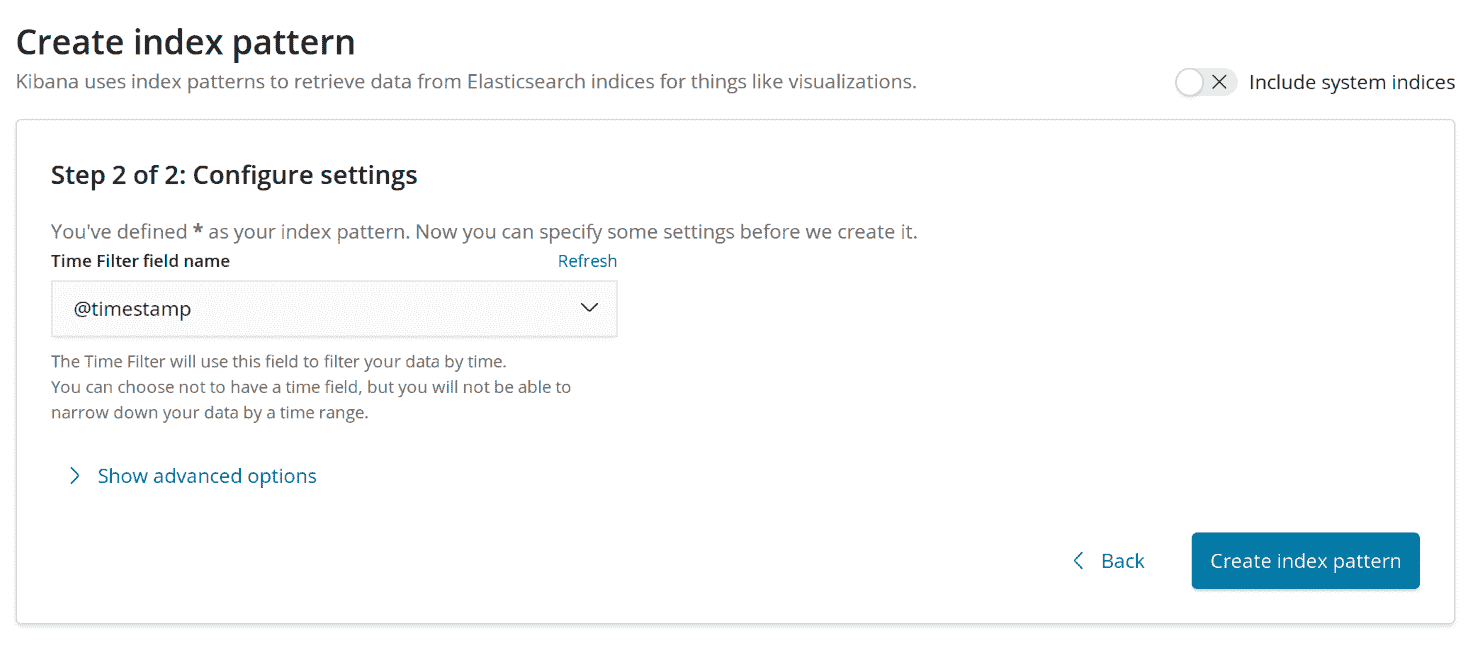 Create index pattern
Kibana uses index patterns to retrieve data from Elasticsearch indices for things like visualizations.
Include system indices
Step 2 of 2: Configure settings
You've defined * as your index pattern. Now you can specify some settings before we create it.
Time Filter field name
Refresh
@timestamp
The Time Filter will use this field to filter your data by time.
You can choose not to have a time field, but you will not be able to
narrow down your data by a time range.
Show advanced options
Back
Create index pattern